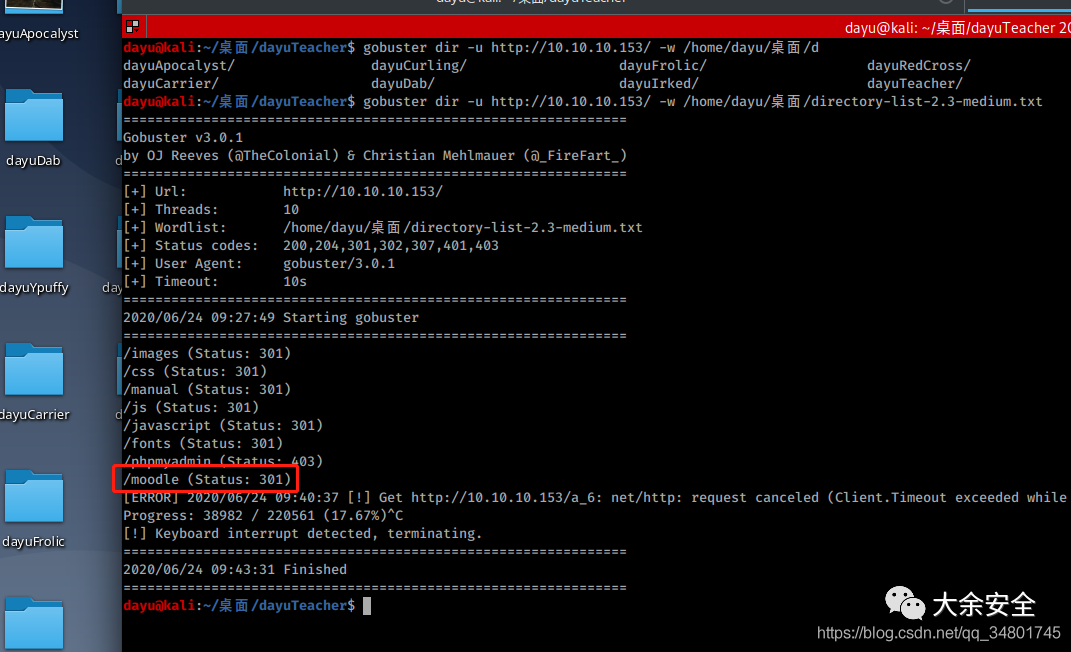 dayu@kali: ~/桌面/dayuTeacher
dayu@kali: ~/桌面/dayuTeacher 20
ayuApocalyst
dayuDab
dayuYpuffy
dayuCarrier
dayuFrolic
dayu@kali:~/桌面/dayuTeacher$ gobuster dir -u http://10.10.10.153/ -w /home/dayu/桌面/d
dayuApocalyst/ dayuCurling/ dayuFrolic/ dayuRedCross/
dayuCarrier/ dayuDab/ dayuIrked/ dayuTeacher/
dayu@kali:~/桌面/dayuTeacher$ gobuster dir -u http://10.10.10.153/ -w /home/dayu/桌面/directory-list-2.3-medium.txt
===============================================================
Gobuster v3.0.1
by OJ Reeves (@TheColonial) & Christian Mehlmauer (@_FireFart_)
===============================================================
[+] Url: http://10.10.10.153/
[+] Threads: 10
[+] Wordlist: /home/dayu/桌面/directory-list-2.3-medium.txt
[+] Status codes: 200,204,301,302,307,401,403
[+] User Agent: gobuster/3.0.1
[+] Timeout: 10s
===============================================================
2020/06/24 09:27:49 Starting gobuster
===============================================================
/images (Status: 301)
/css (Status: 301)
/manual (Status: 301)
/js (Status: 301)
/javascript (Status: 301)
/fonts (Status: 301)
/phpmyadmin (Status: 403)
/moodle (Status: 301)
[ERROR] 2020/06/24 09:40:37 [!] Get http://10.10.10.153/a_6: net/http: request canceled (Client.Timeout exceeded while
Progress: 38982 / 220561 (17.67%)^C
[!] Keyboard interrupt detected, terminating.
===============================================================
2020/06/24 09:43:31 Finished
===============================================================
dayu@kali:~/桌面/dayuTeacher$
大余安全
https://blog.csdn.net/qq_34801745